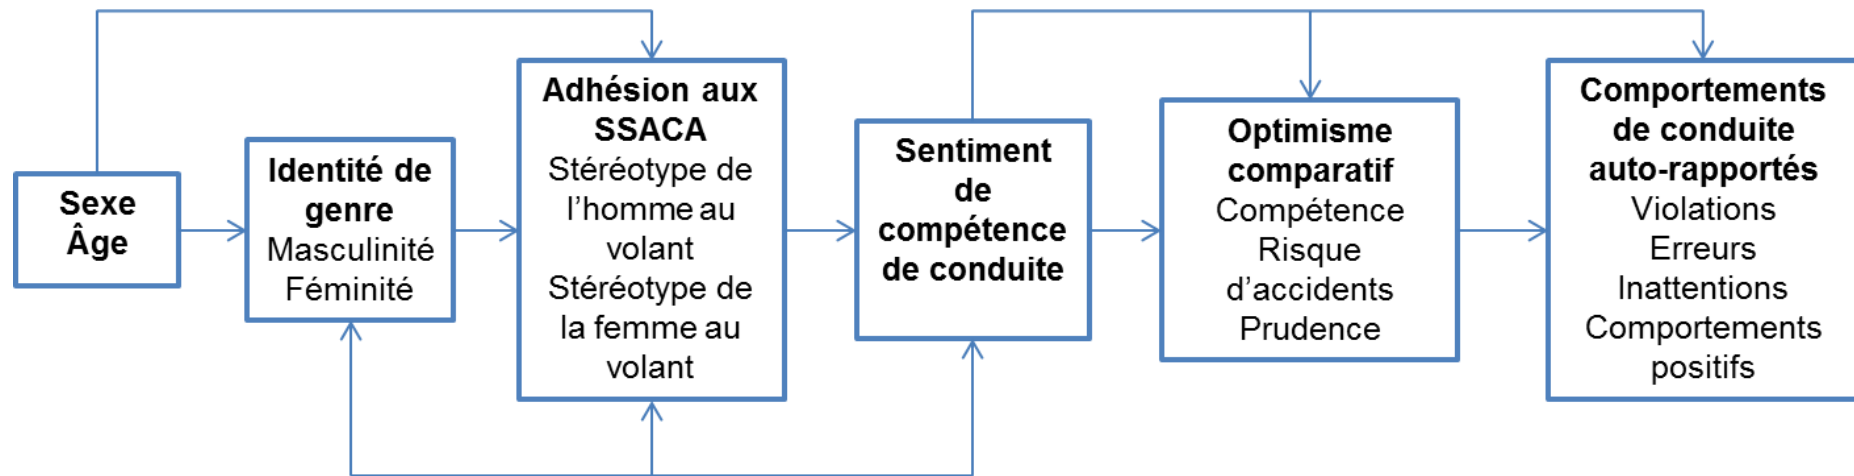 Sexe
Âge
Identité de
genre
Masculinité
Féminité
Adhésion aux
SSACA
Stéréotype de
l’homme au
volant
Stéréotype de
la femme au
volant
Sentiment
de
compétence
de conduite
Optimisme
comparatif
Compétence
Risque
d’accidents
Prudence
Comportements
de conduite
auto-rapportés
Violations
Erreurs
Inattentions
Comportements
positifs